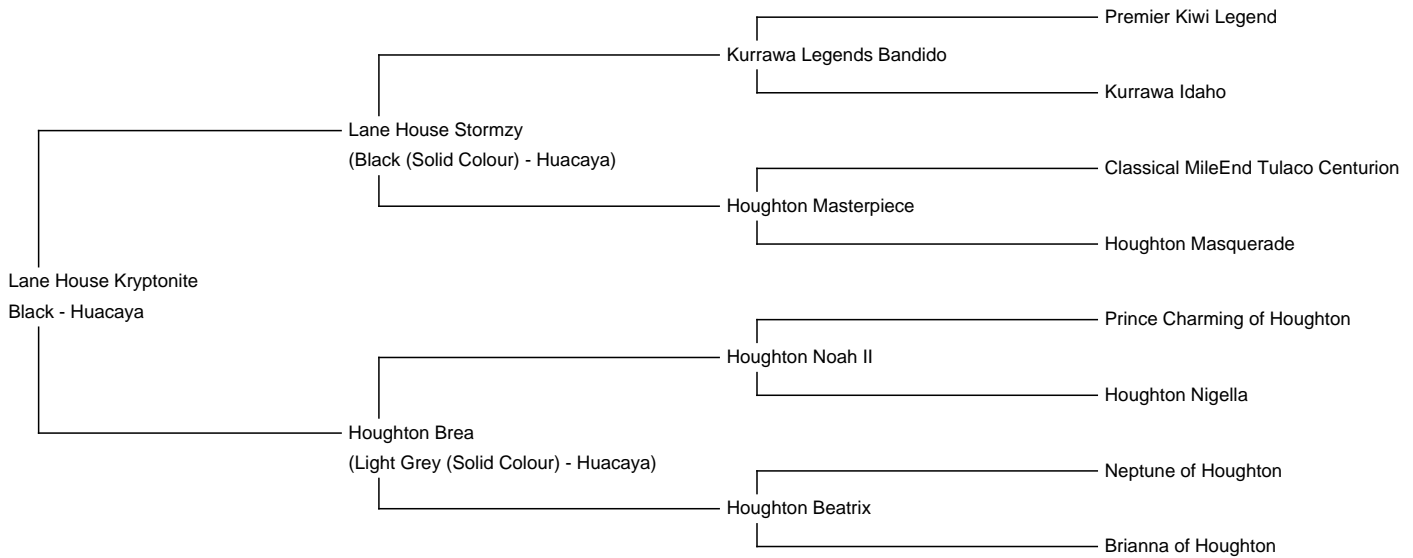 Premier Kiwi Legend
Kurrawa Legends Bandido
Kurrawa Idaho
Lane House Stormzy
(Black (Solid Colour) - Huacaya)
Classical MileEnd Tulaco Centurion
Houghton Masterpiece
Houghton Masquerade
Lane House Kryptonite
Black - Huacaya
Prince Charming of Houghton
Houghton Noah II
Houghton Nigella
Houghton Brea
(Light Grey (Solid Colour) - Huacaya)
Neptune of Houghton
Houghton Beatrix
Brianna of Houghton